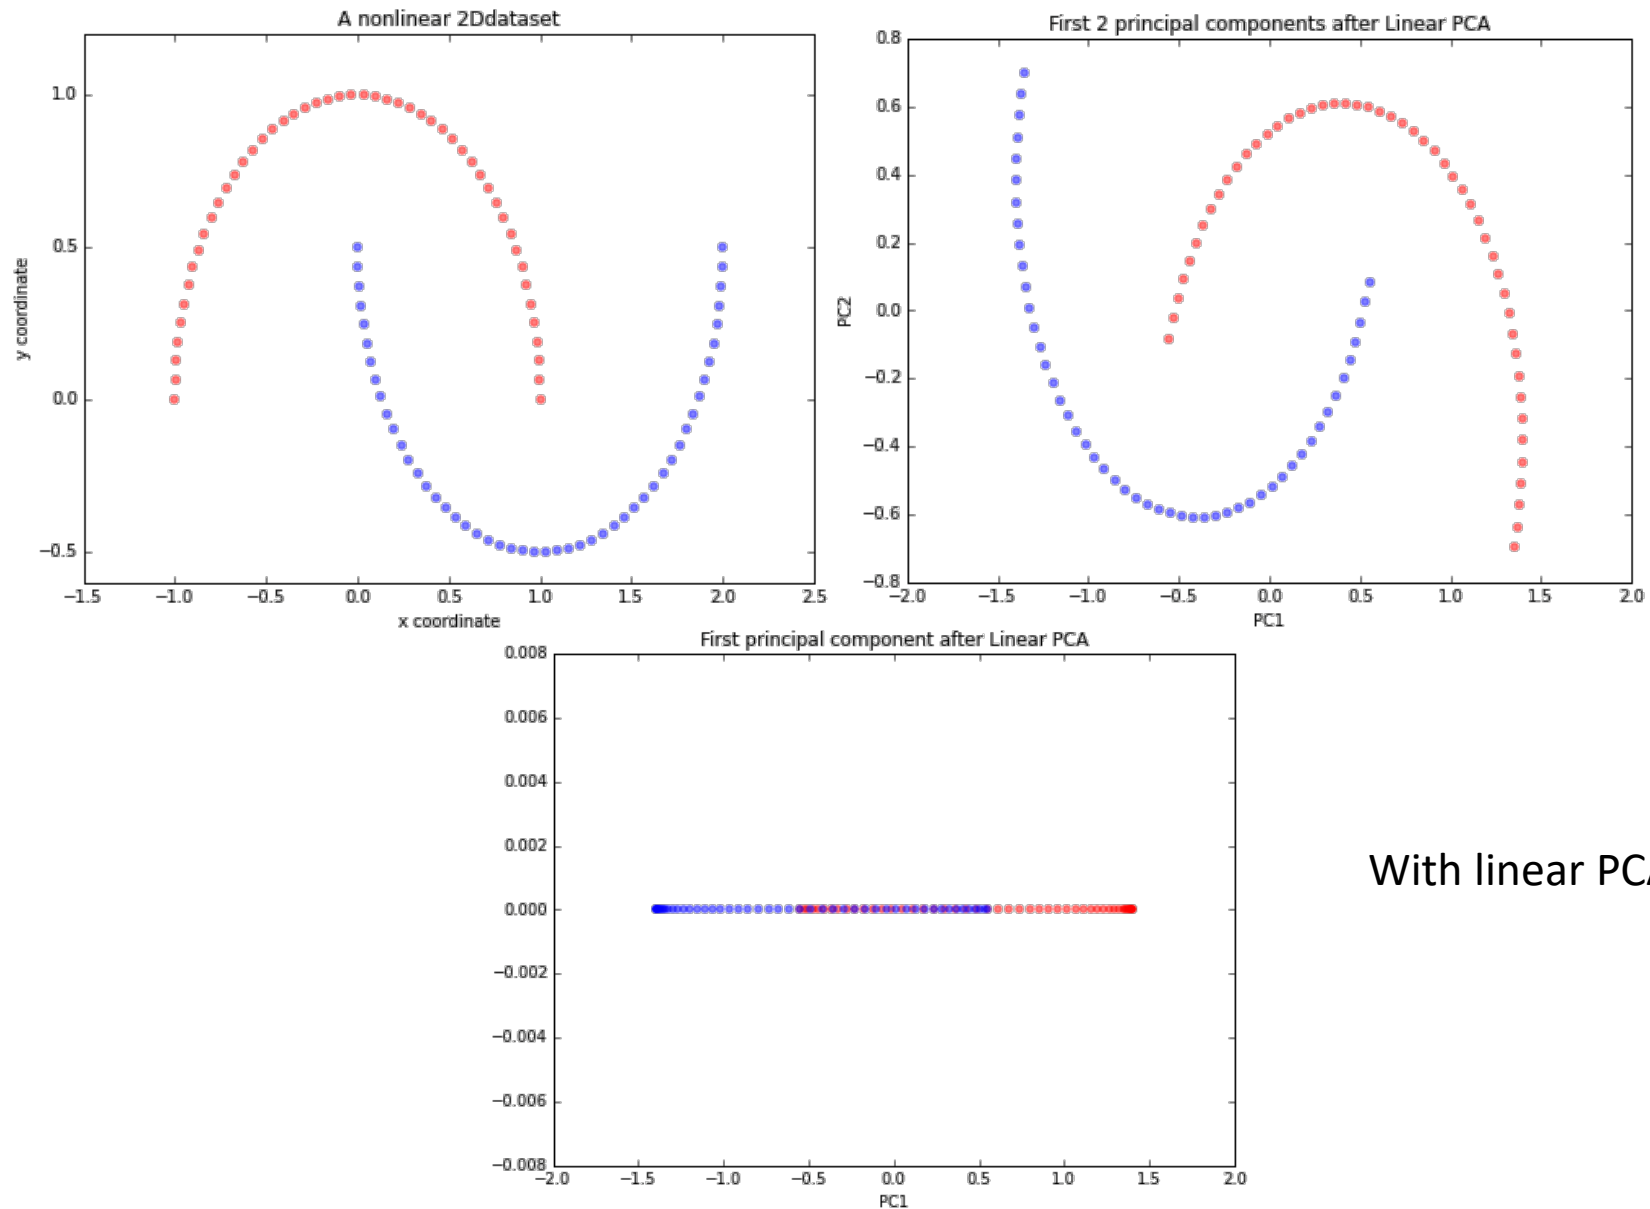 A nonlinear 2Ddataset
1.0
0.5
0.0
−0.5
y coordinate
−1.5 −1.0 −0.5 0.0 0.5 1.0 1.5 2.0 2.5
x coordinate
First 2 principal components after Linear PCA
0.8
0.6
0.4
0.2
0.0
−0.2
−0.4
−0.6
−0.8
PC2
−2.0 −1.5 −1.0 −0.5 0.0 0.5 1.0 1.5 2.0
PC1
First principal component after Linear PCA
0.008
0.006
0.004
0.002
0.000
−0.002
−0.004
−0.006
−0.008
−2.0 −1.5 −1.0 −0.5 0.0 0.5 1.0 1.5 2.0
PC1
With linear PCA